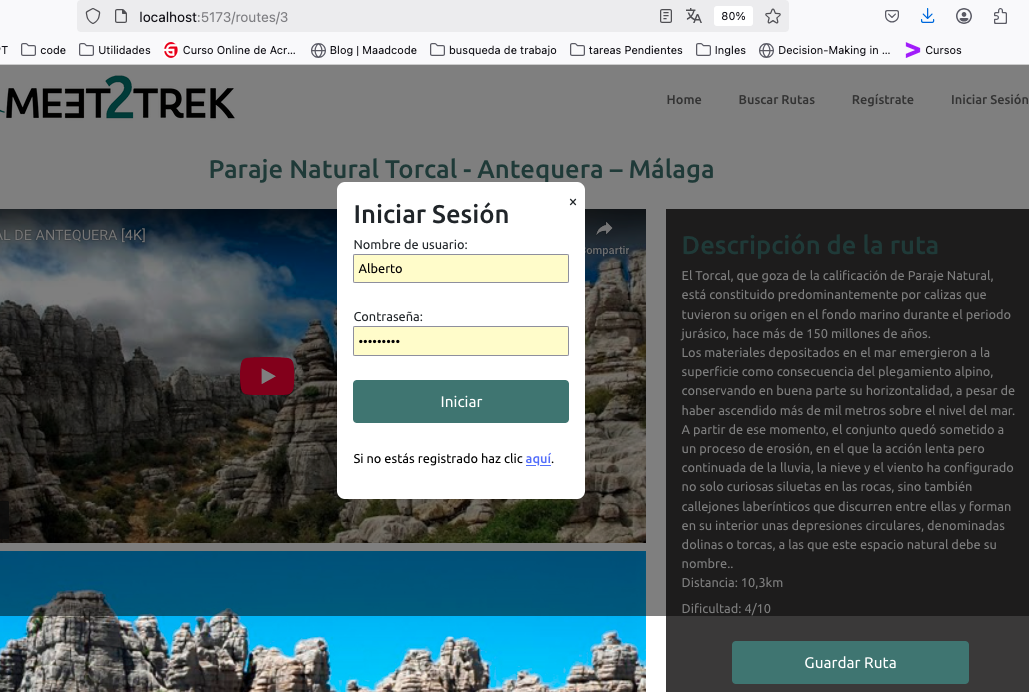 localhost:5173/routes/3
80%
code
Utilidades
Curso Online de Acr...
Blog | Maadcode
busqueda de trabajo
tareas Pendientes
Ingles
Decision-Making in ...
Cursos
MEET2TREK
Home
Buscar Rutas
Regístrate
Iniciar Sesión
Paraje Natural Torcal - Antequera – Málaga
AL DE ANTEQUERA [4K]
ompartir
×
Iniciar Sesión
Nombre de usuario:
Alberto
Contraseña:
•••••••••
Iniciar
Si no estás registrado haz clic aquí.
Descripción de la ruta
El Torcal, que goza de la calificación de Paraje Natural,
está constituido predominantemente por calizas que
tuvieron su origen en el fondo marino durante el periodo
jurásico, hace más de 150 millones de años.
Los materiales depositados en el mar emergieron a la
superficie como consecuencia del plegamiento alpino,
conservando en buena parte su horizontalidad, a pesar de
haber ascendido más de mil metros sobre el nivel del mar.
A partir de ese momento, el conjunto quedó sometido a
un proceso de erosión, en el que la acción lenta pero
continuada de la lluvia, la nieve y el viento ha configurado
no solo curiosas siluetas en las rocas, sino también
callejones laberínticos que discurren entre ellas y forman
en su interior unas depresiones circulares, denominadas
dolinas o torcas, a las que este espacio natural debe su
nombre..
Distancia: 10,3km
Dificultad: 4/10
Guardar Ruta